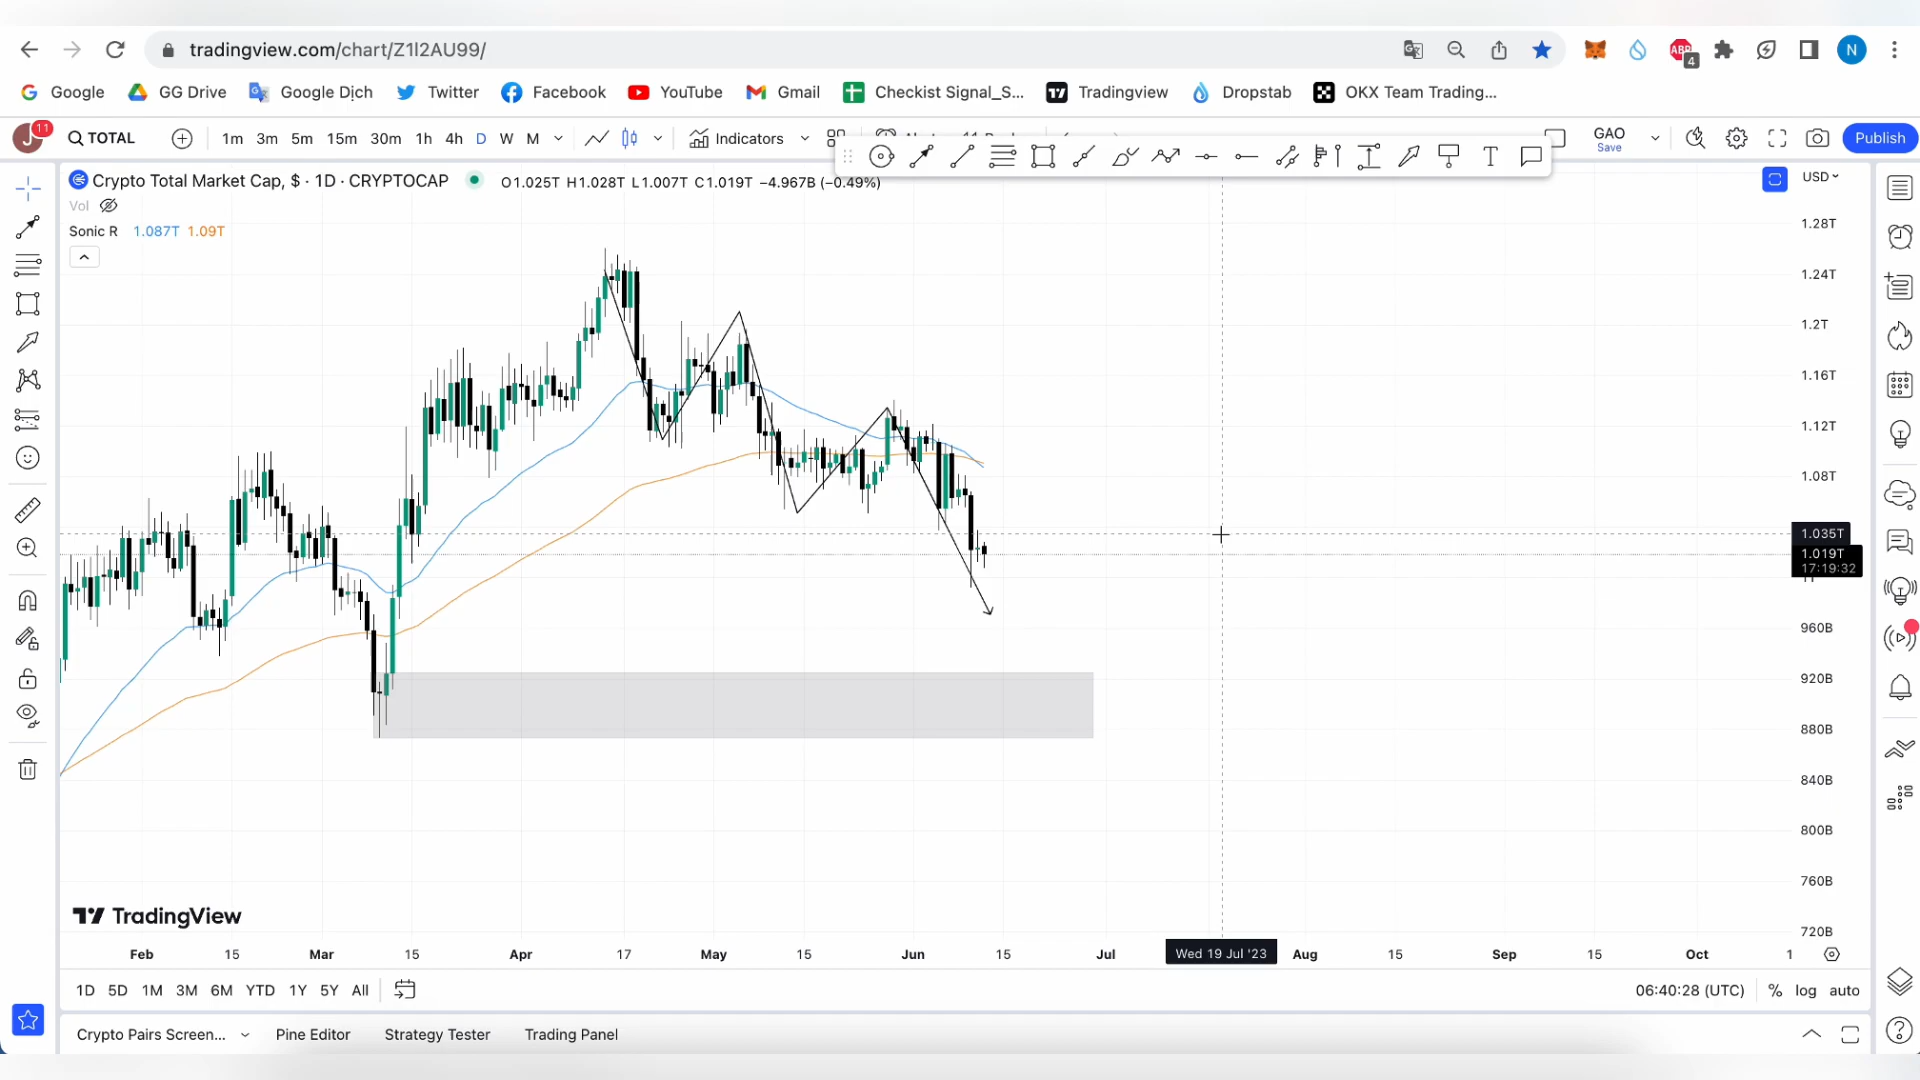 tradingview.com/chart/Z1l2AU99/
ABP 4 N
Google GG Drive Google Dịch Twitter Facebook YouTube Gmail Checkist Signal_S... Tradingview Dropstab OKX Team Trading...
J 11 TOTAL 1m 3m 5m 15m 30m 1h 4h D W M Indicators GAO Save Publish
T
Crypto Total Market Cap, $ · 1D · CRYPTOCAP O1.025T H1.028T L1.007T C1.019T −4.967B (−0.49%) USD
Vol
Sonic R 1.087T 1.09T
1.28T
1.24T
1.2T
1.16T
1.12T
1.08T
1.035T
1.019T
17:19:32
960B
920B
880B
840B
800B
760B
720B
TradingView
Feb 15 Mar 15 Apr 17 May 15 Jun 15 Jul Wed 19 Jul '23 Aug 15 Sep 15 Oct 1
1D 5D 1M 3M 6M YTD 1Y 5Y All 06:40:28 (UTC) % log auto
Crypto Pairs Screen... Pine Editor Strategy Tester Trading Panel